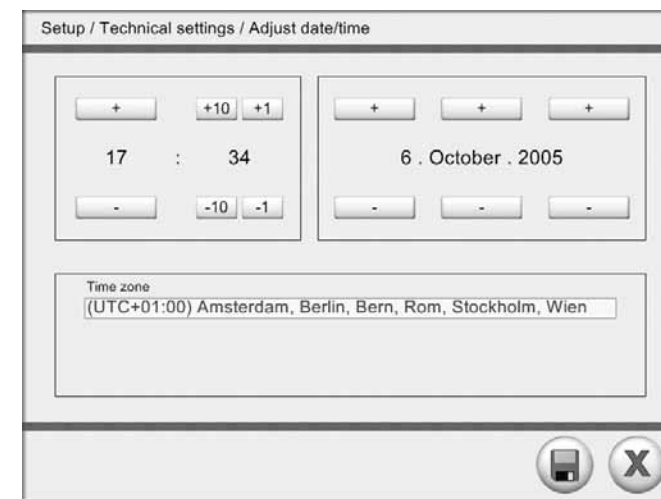 Setup / Technical settings / Adjust date/time
+ +10 +1 + + +
17 : 34 6 . October . 2005
- -10 -1 - - -
Time zone
(UTC+01:00) Amsterdam, Berlin, Bern, Rom, Stockholm, Wien
X